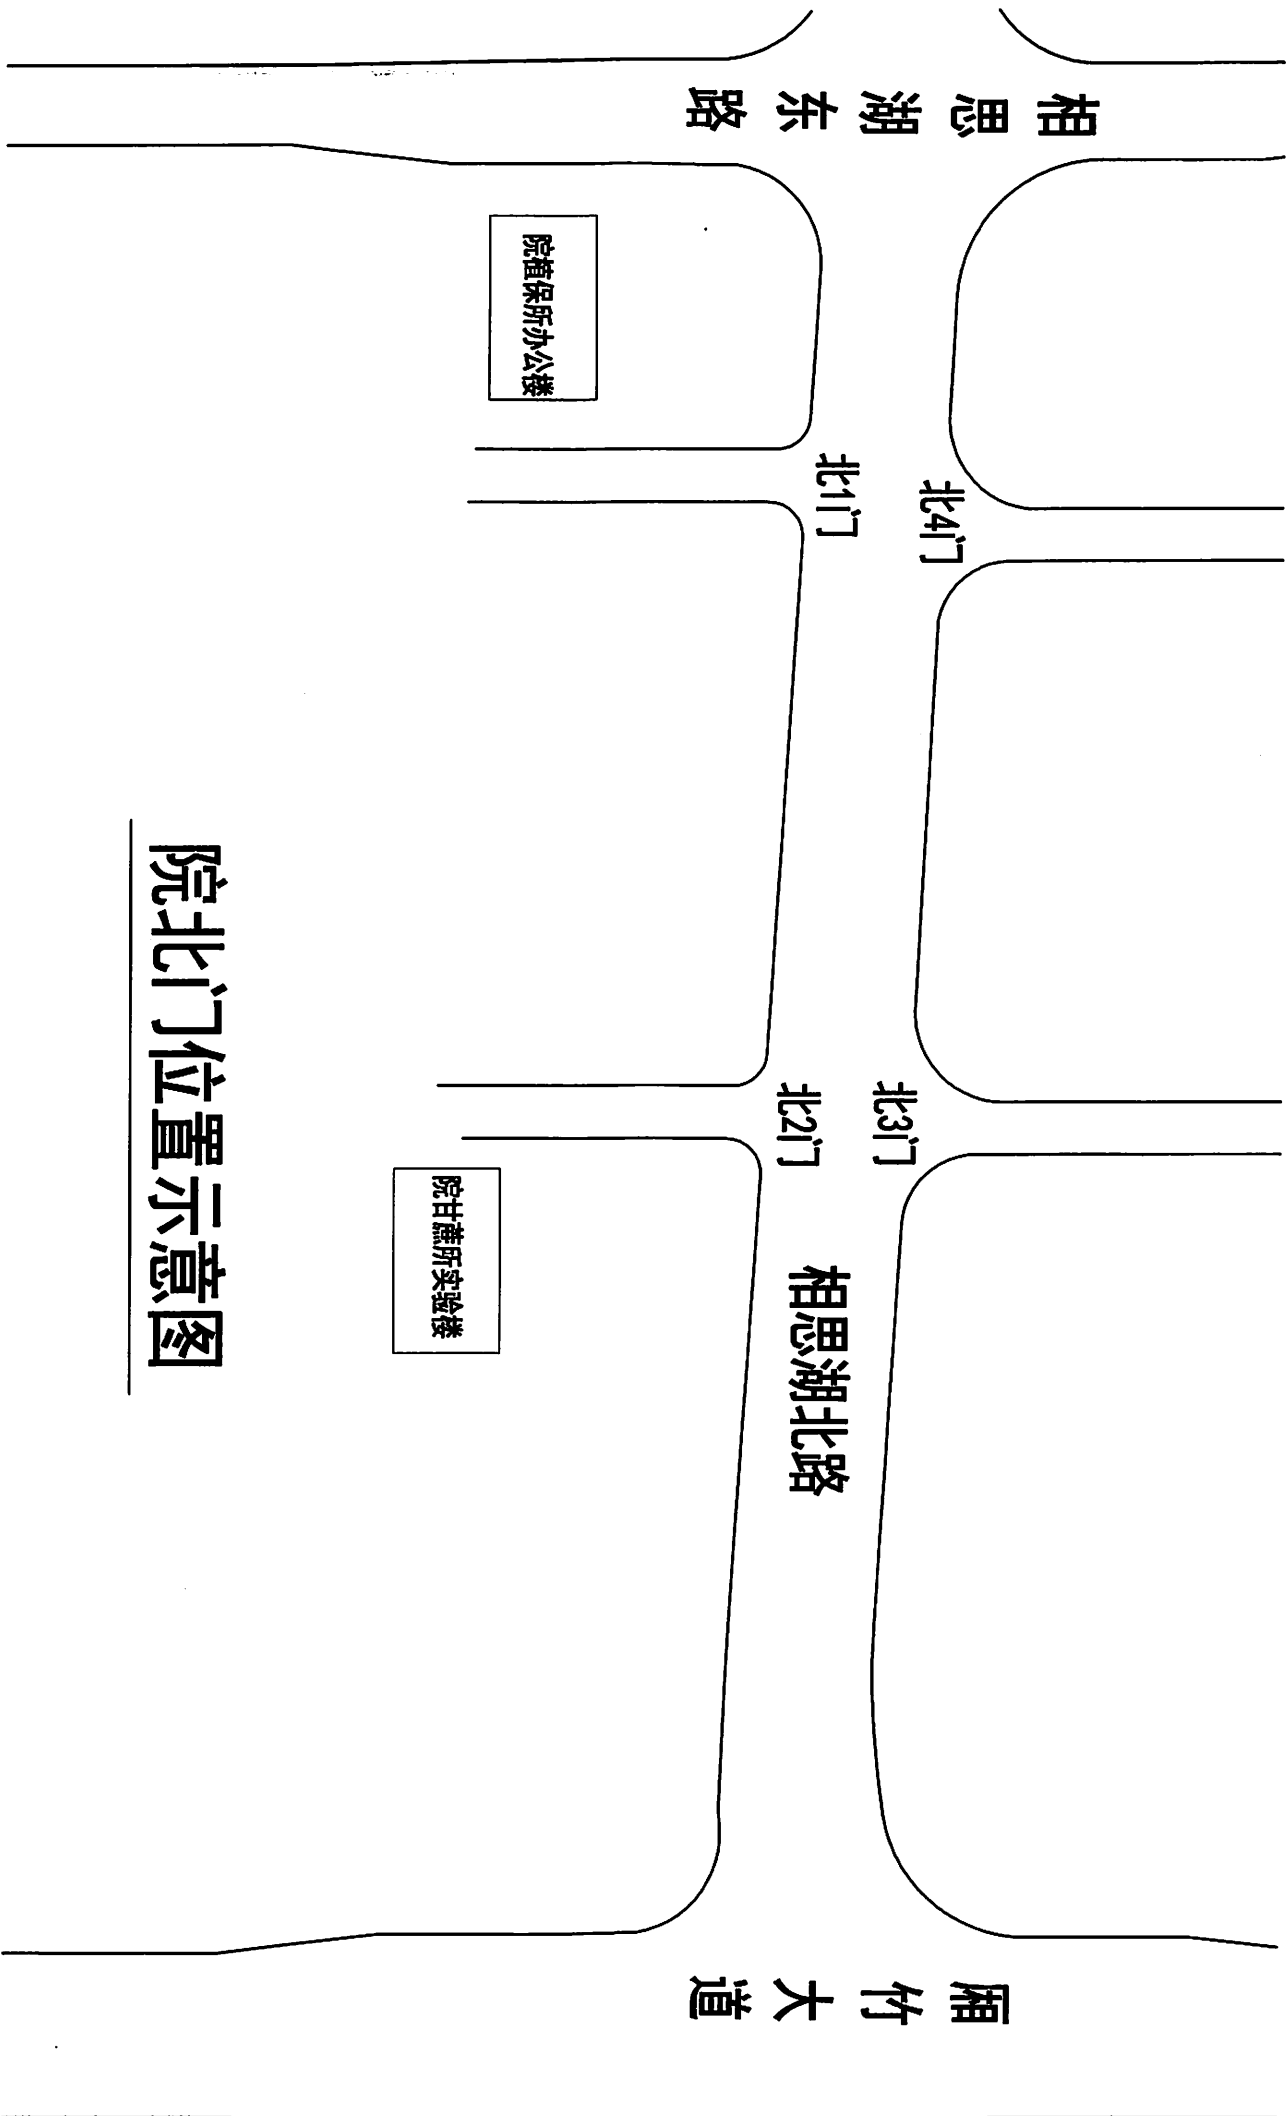 相思湖东路
院植保所办公楼
北1门
北4门
北2门
北3门
院甘蔗所实验楼
相思湖北路
厢竹大道
院北门位置示意图